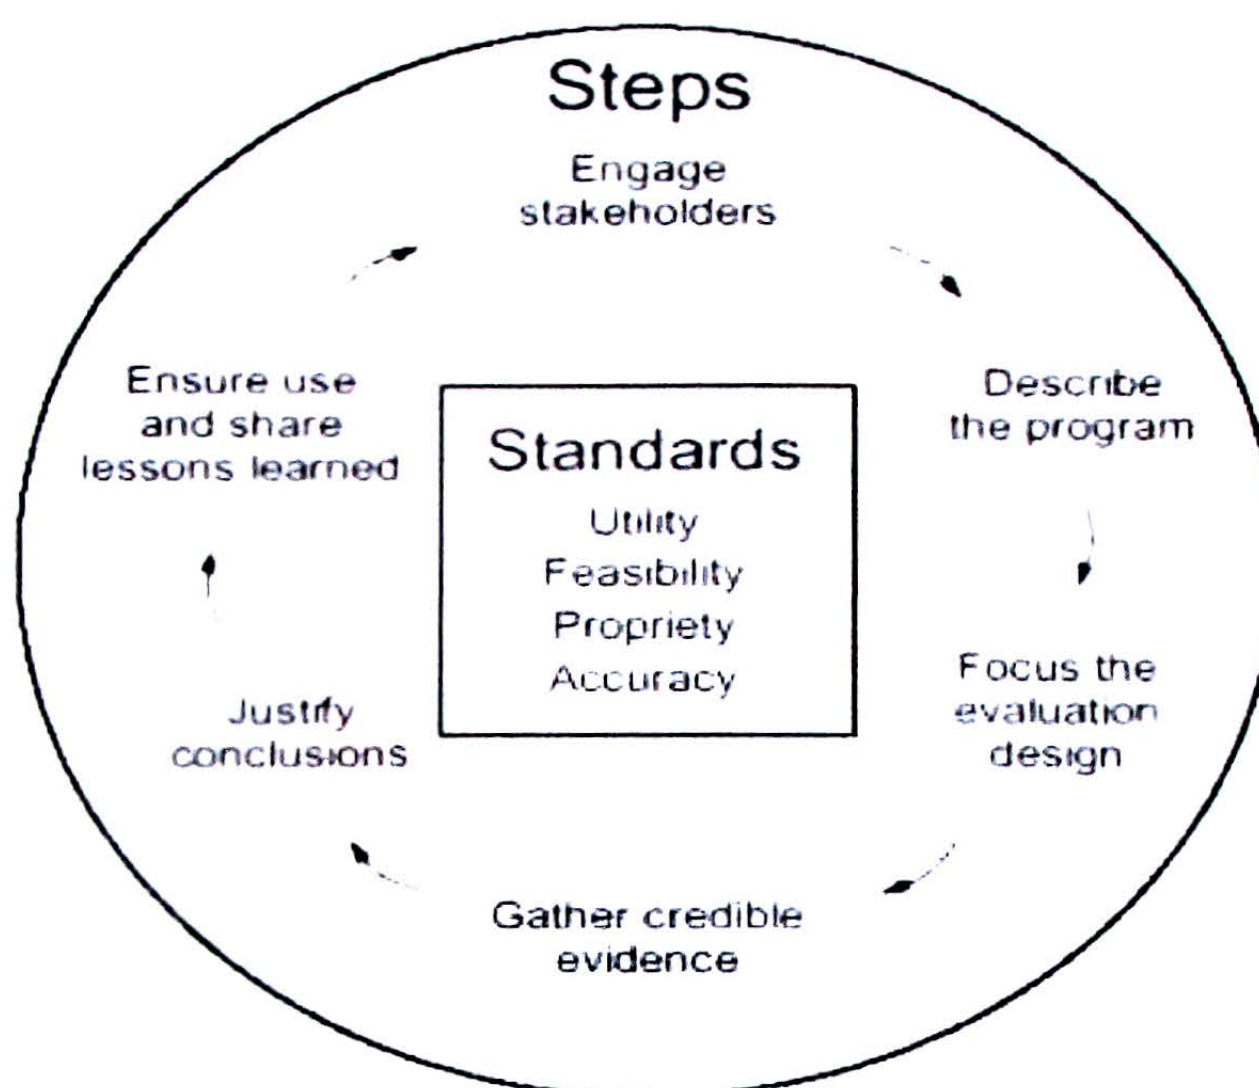 Steps
Engage
stakeholders
Describe
the program
Focus the
evaluation
design
Gather credible
evidence
Justify
conclusions
Ensure use
and share
lessons learned
Standards
Utility
Feasibility
Propriety
Accuracy